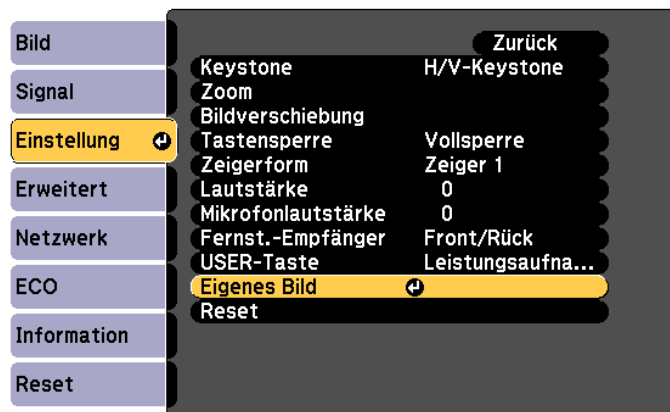 Bild
Signal
Einstellung
Erweitert
Netzwerk
ECO
Information
Reset
Zurück
Keystone H/V-Keystone
Zoom
Bildverschiebung
Tastensperre Vollsperre
Zeigerform Zeiger 1
Lautstärke 0
Mikrofonlautstärke 0
Fernst.-Empfänger Front/Rück
USER-Taste Leistungsaufna...
Eigenes Bild
Reset